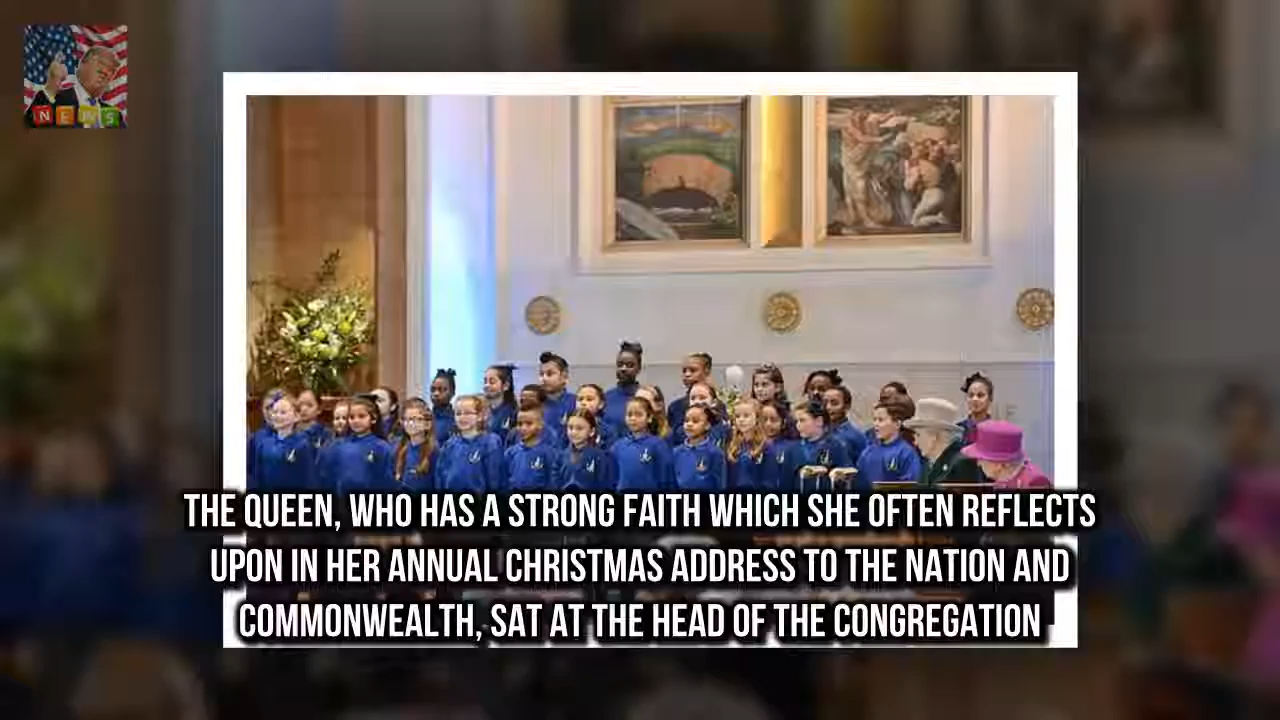 NEWS
THE QUEEN, WHO HAS A STRONG FAITH WHICH SHE OFTEN REFLECTS
UPON IN HER ANNUAL CHRISTMAS ADDRESS TO THE NATION AND
COMMONWEALTH, SAT AT THE HEAD OF THE CONGREGATION